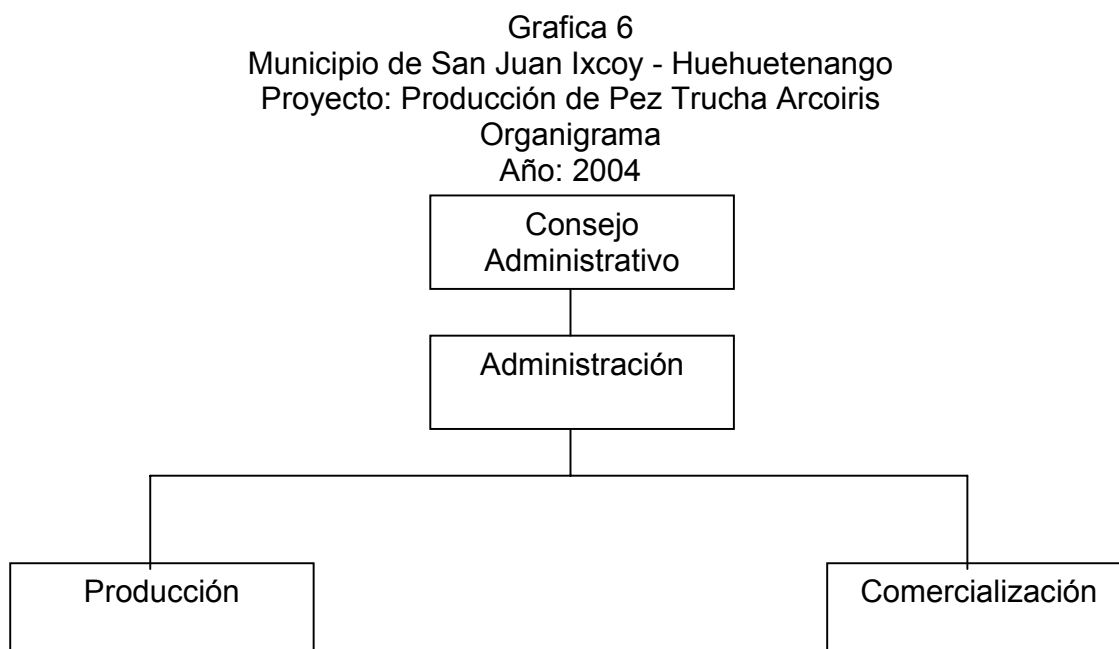 Grafica 6
Municipio de San Juan Ixcoy - Huehuetenango
Proyecto: Producción de Pez Trucha Arcoiris
Organigrama
Año: 2004
Consejo
Administrativo
Administración
Producción
Comercialización